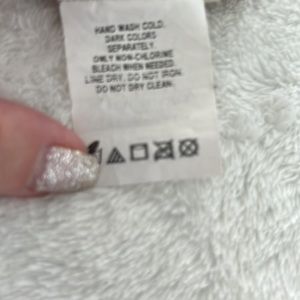 HAND WASH COLD.
DARK COLORS
SEPARATELY.
ONLY NON-CHLORINE
BLEACH WHEN NEEDED.
LINE DRY. DO NOT IRON.
DO NOT DRY CLEAN.